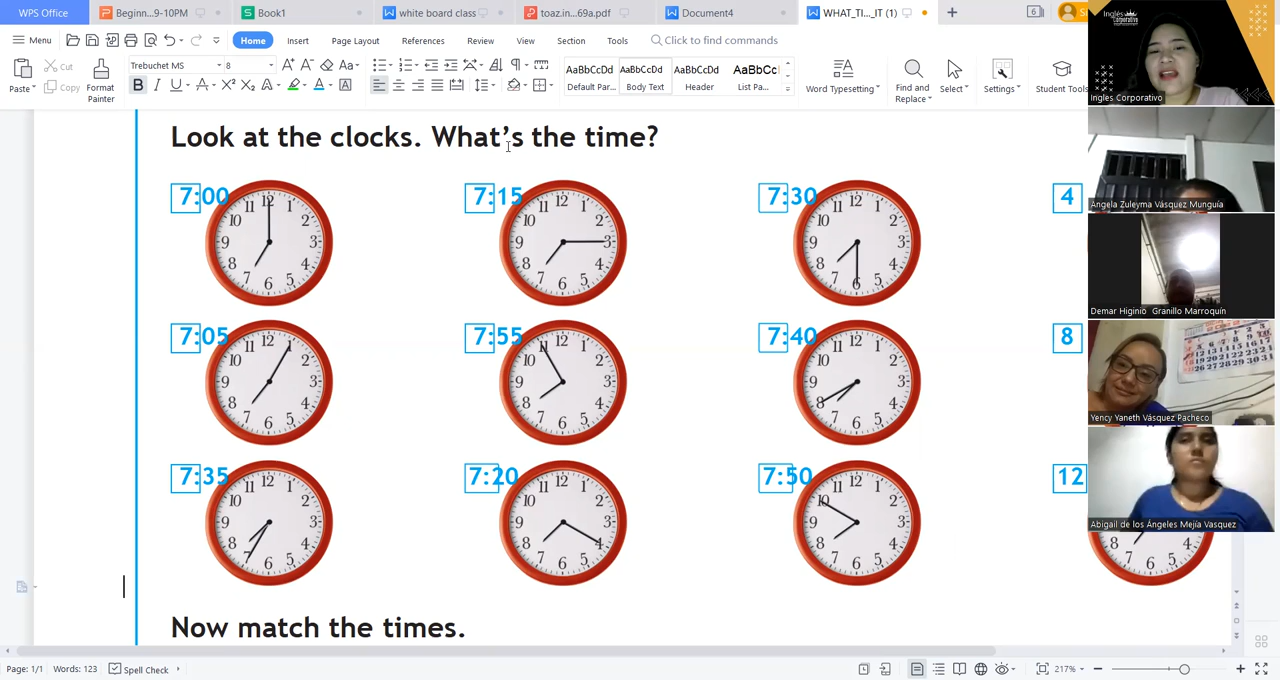 WPS Office
Beginn...9-10PM
Book1
white board class
toaz.in...69a.pdf
Document4
WHAT_TI..._IT (1)
Menu
Home
Insert
Page Layout
References
Review
View
Section
Tools
Click to find commands
Paste
Cut
Copy
Format Painter
Trebuchet MS
8
AaBbCcDd
Default Par...
AaBbCcDd
Body Text
AaBbCcDd
Header
AaBbCc
List Pa...
Word Typesetting
Find and Replace
Select
Settings
Student Tools
Inglés Corporativo
Ingles Corporativo
Angela Zuleyma Vásquez Munguía
Demar Higinio Granillo Marroquín
Yency Yaneth Vásquez Pacheco
Abigail de los Ángeles Mejía Vasquez
Look at the clocks. What's the time?
7:00
7:15
7:30
4
7:05
7:55
7:40
8
7:35
7:20
7:50
12
Now match the times.
Page: 1/1
Words: 123
Spell Check
217%